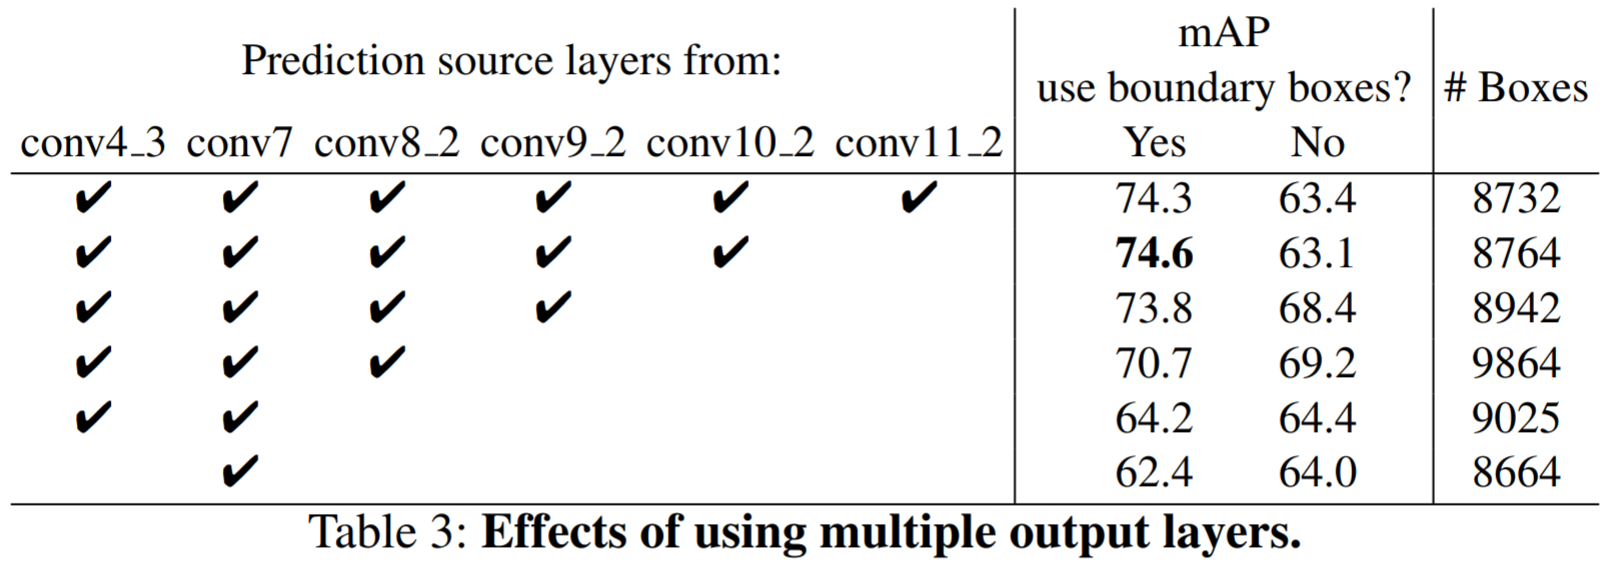 mAP
Prediction source layers from:
use boundary boxes? # Boxes
conv4_3 conv7 conv8_2 conv9_2 conv10_2 conv11_2 Yes No
✔ ✔ ✔ ✔ ✔ ✔ 74.3 63.4 8732
✔ ✔ ✔ ✔ ✔ 74.6 63.1 8764
✔ ✔ ✔ ✔ 73.8 68.4 8942
✔ ✔ ✔ 70.7 69.2 9864
✔ ✔ 64.2 64.4 9025
✔ 62.4 64.0 8664
Table 3: Effects of using multiple output layers.